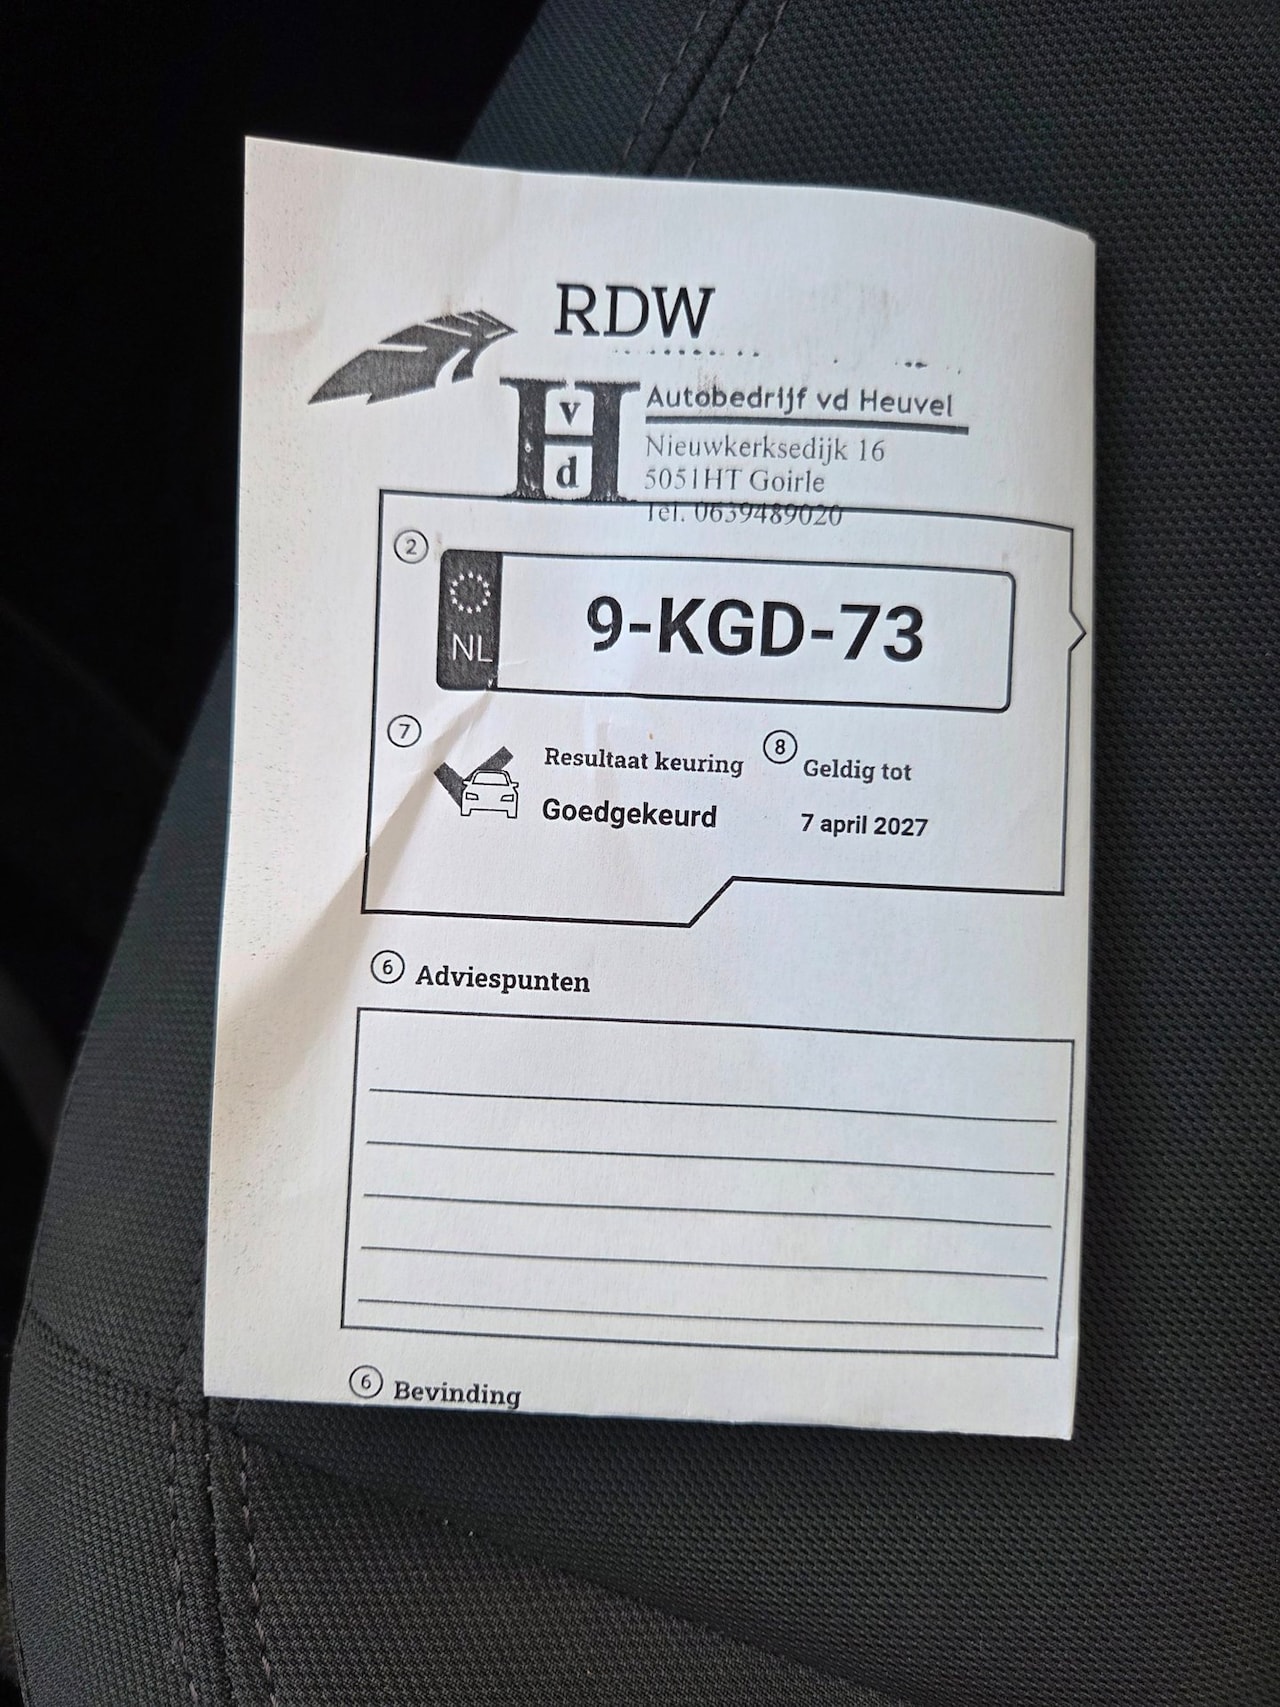 RDW
v
d
Autobedrijf vd Heuvel
Nieuwkerksedijk 16
5051HT Goirle
Tel. 0639489020
2
NL
9-KGD-73
7
Resultaat keuring
8
Geldig tot
Goedgekeurd
7 april 2027
6 Adviespunten
6 Bevinding